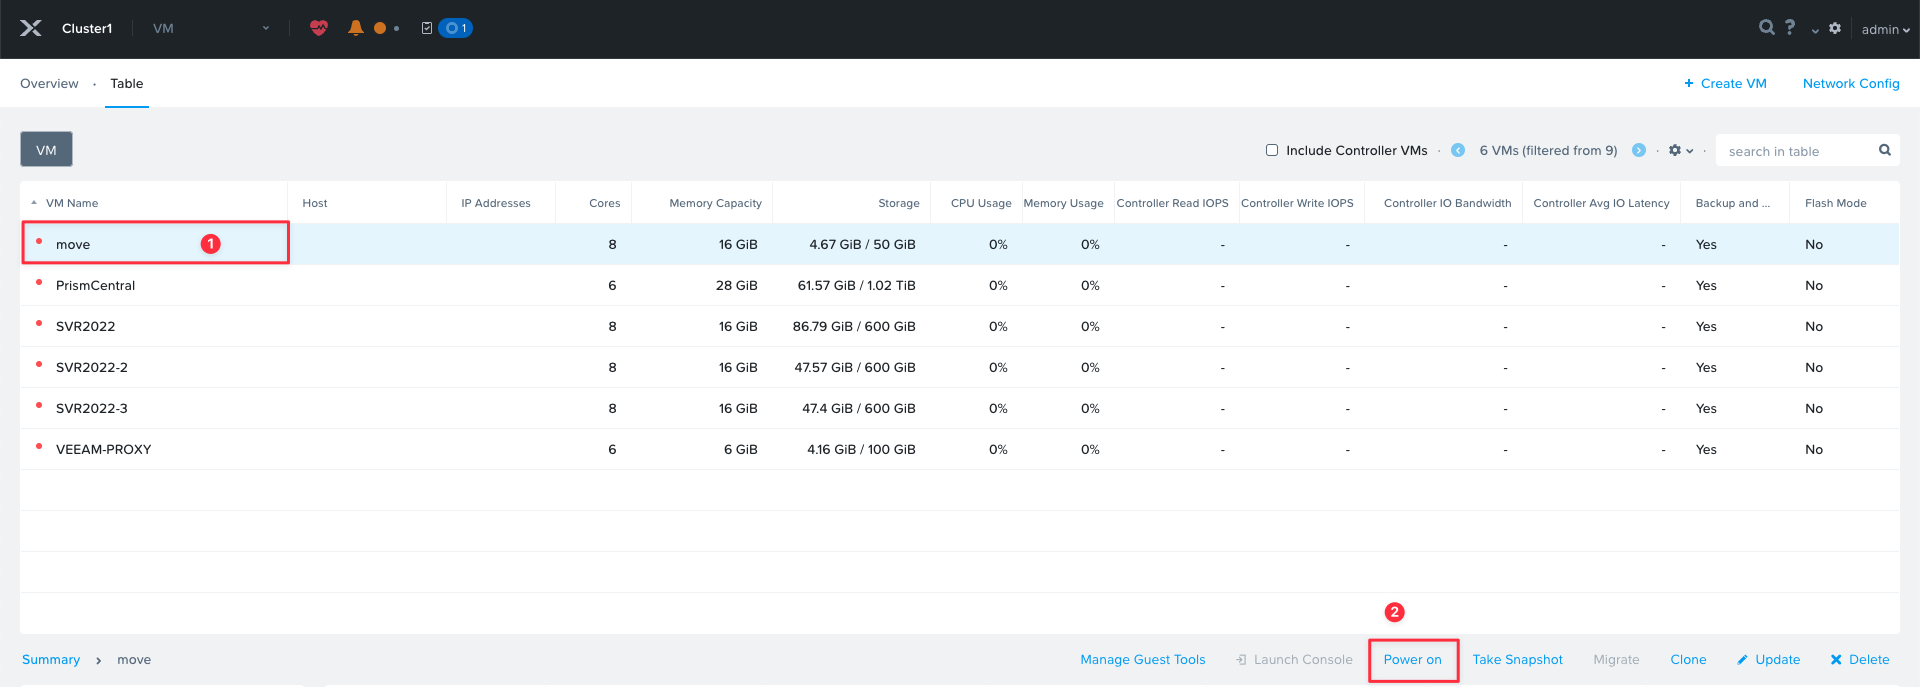 Cluster1 VM 1 admin
Overview · Table + Create VM Network Config
VM Include Controller VMs · 6 VMs (filtered from 9) · · search in table
VM Name Host IP Addresses Cores Memory Capacity Storage CPU Usage Memory Usage Controller Read IOPS Controller Write IOPS Controller IO Bandwidth Controller Avg IO Latency Backup and ... Flash Mode
move 1 8 16 GiB 4.67 GiB / 50 GiB 0% 0% - - - - Yes No
PrismCentral 6 28 GiB 61.57 GiB / 1.02 TiB 0% 0% - - - - Yes No
SVR2022 8 16 GiB 86.79 GiB / 600 GiB 0% 0% - - - - Yes No
SVR2022-2 8 16 GiB 47.57 GiB / 600 GiB 0% 0% - - - - Yes No
SVR2022-3 8 16 GiB 47.4 GiB / 600 GiB 0% 0% - - - - Yes No
VEEAM-PROXY 6 6 GiB 4.16 GiB / 100 GiB 0% 0% - - - - Yes No
2
Summary > move Manage Guest Tools Launch Console Power on Take Snapshot Migrate Clone Update Delete